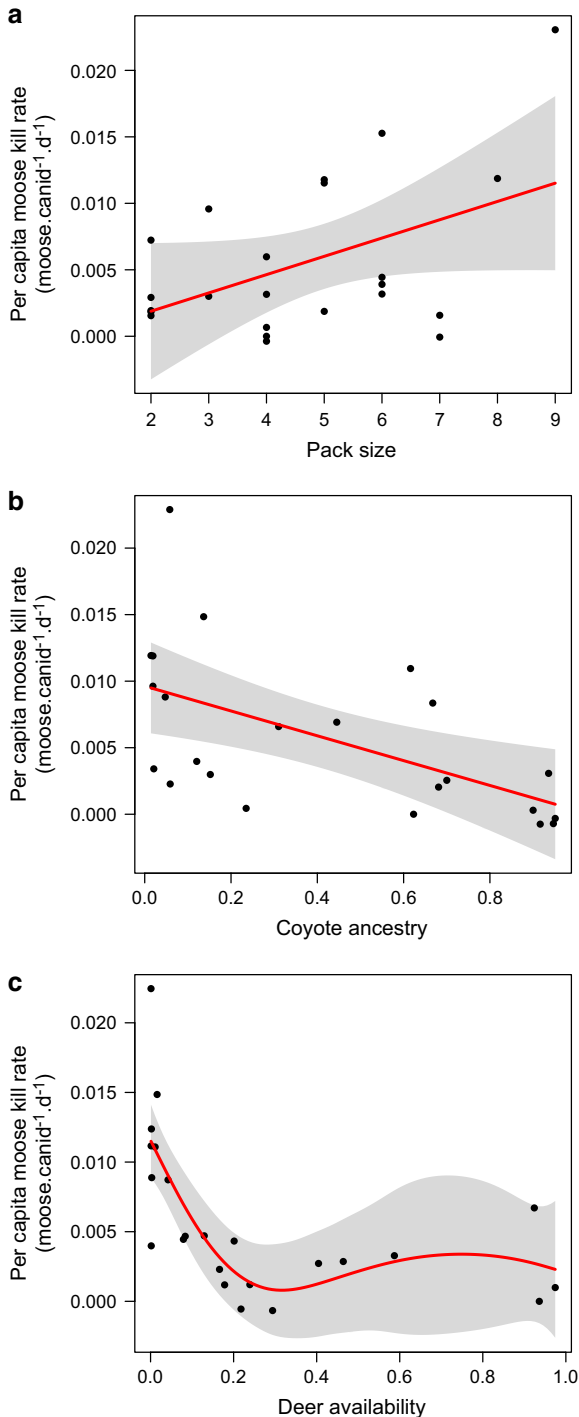 a
Per capita moose kill rate
(moose.canid⁻¹.d⁻¹)
0.020
0.015
0.010
0.005
0.000
2 3 4 5 6 7 8 9
Pack size
b
Per capita moose kill rate
(moose.canid⁻¹.d⁻¹)
0.020
0.015
0.010
0.005
0.000
0.0 0.2 0.4 0.6 0.8
Coyote ancestry
c
Per capita moose kill rate
(moose.canid⁻¹.d⁻¹)
0.020
0.015
0.010
0.005
0.000
0.0 0.2 0.4 0.6 0.8 1.0
Deer availability